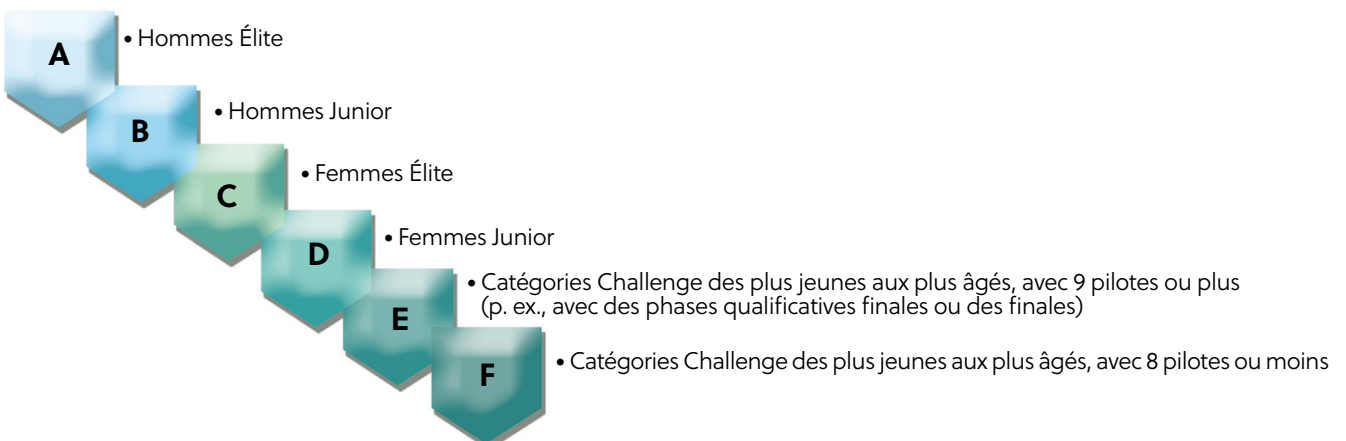 A
• Hommes Élite
B
• Hommes Junior
C
• Femmes Élite
D
• Femmes Junior
E
• Catégories Challenge des plus jeunes aux plus âgés, avec 9 pilotes ou plus
(p. ex., avec des phases qualificatives finales ou des finales)
F
• Catégories Challenge des plus jeunes aux plus âgés, avec 8 pilotes ou moins